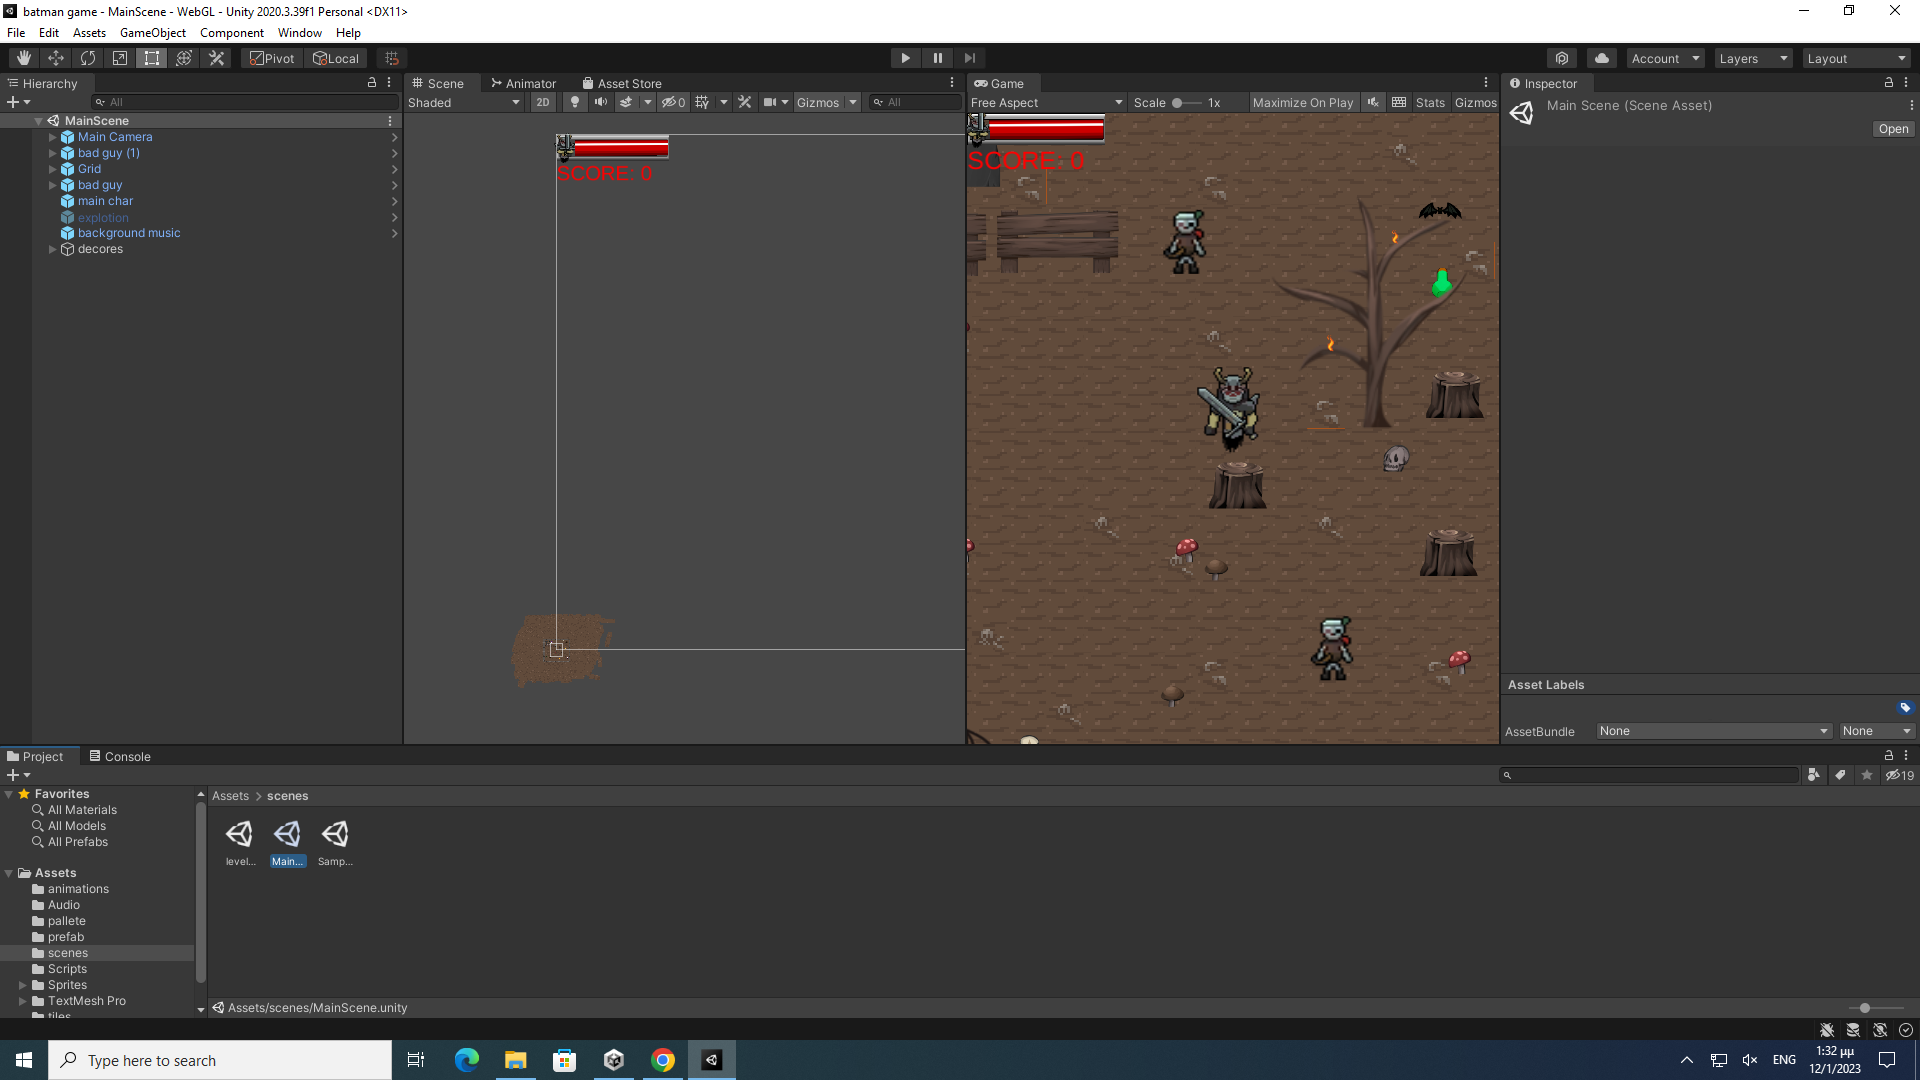 batman game - MainScene - WebGL - Unity 2020.3.39f1 Personal <DX11>
File Edit Assets GameObject Component Window Help
Pivot Local Account Layers Layout
Hierarchy
All
MainScene
Main Camera
bad guy (1)
Grid
bad guy
main char
explotion
background music
decores
Scene Animator Asset Store
Shaded 2D 0 Gizmos All
SCORE: 0
Game
Free Aspect Scale 1x Maximize On Play Stats Gizmos
SCORE: 0
Inspector
Main Scene (Scene Asset)
Open
Asset Labels
AssetBundle None None
Project Console
19
Favorites
All Materials
All Models
All Prefabs
Assets
animations
Audio
pallete
prefab
scenes
Scripts
Sprites
TextMesh Pro
tiles
Assets > scenes
level... Main... Samp...
Assets/scenes/MainScene.unity
Type here to search
ENG
1:32 μμ
12/1/2023